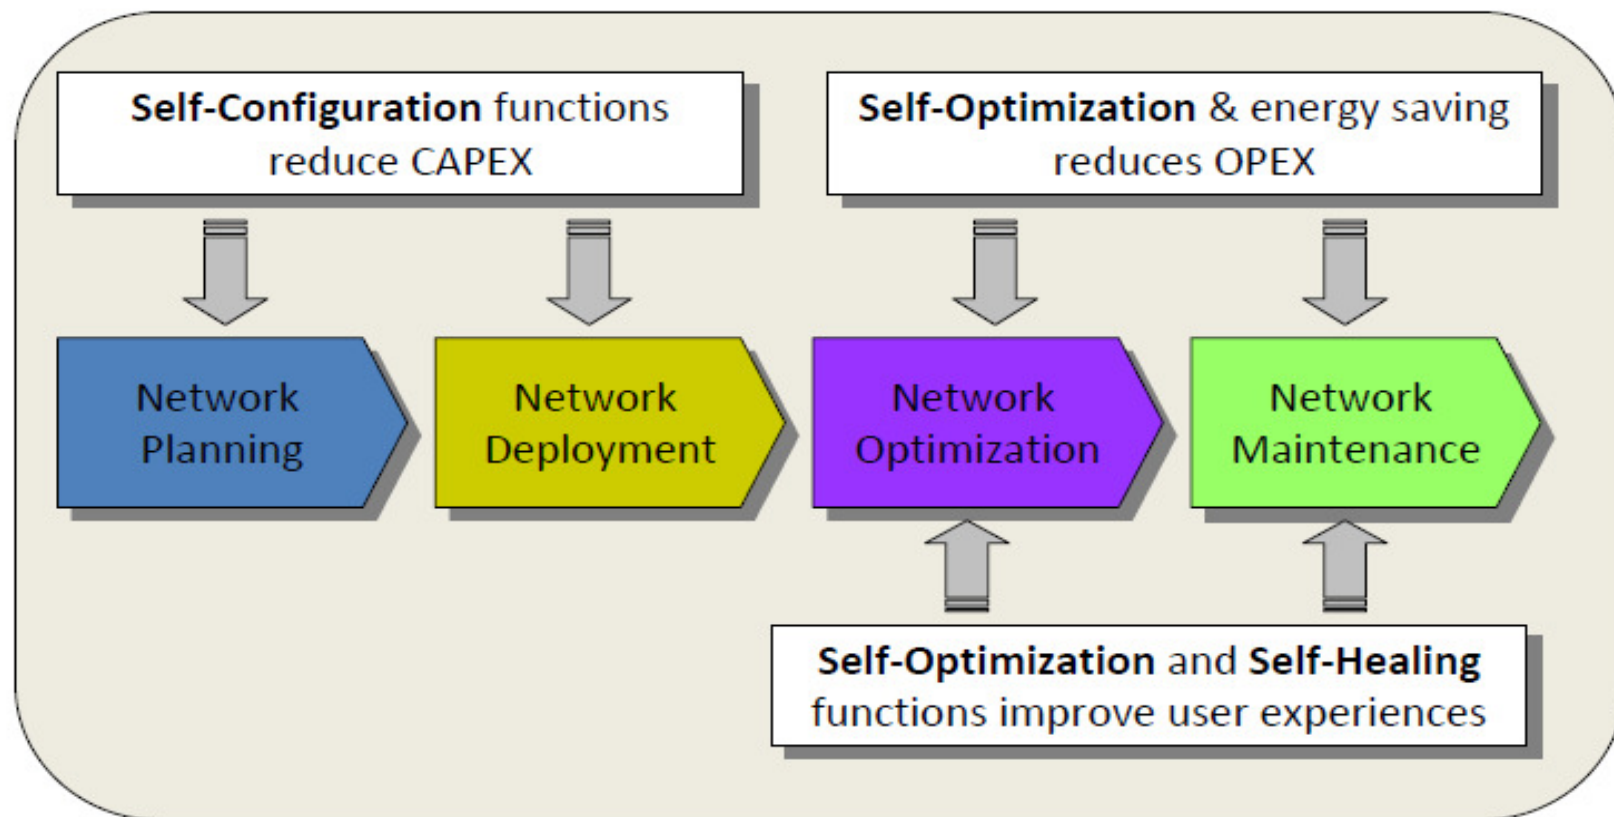 Self-Configuration functions
reduce CAPEX
Self-Optimization & energy saving
reduces OPEX
Network
Planning
Network
Deployment
Network
Optimization
Network
Maintenance
Self-Optimization and Self-Healing
functions improve user experiences